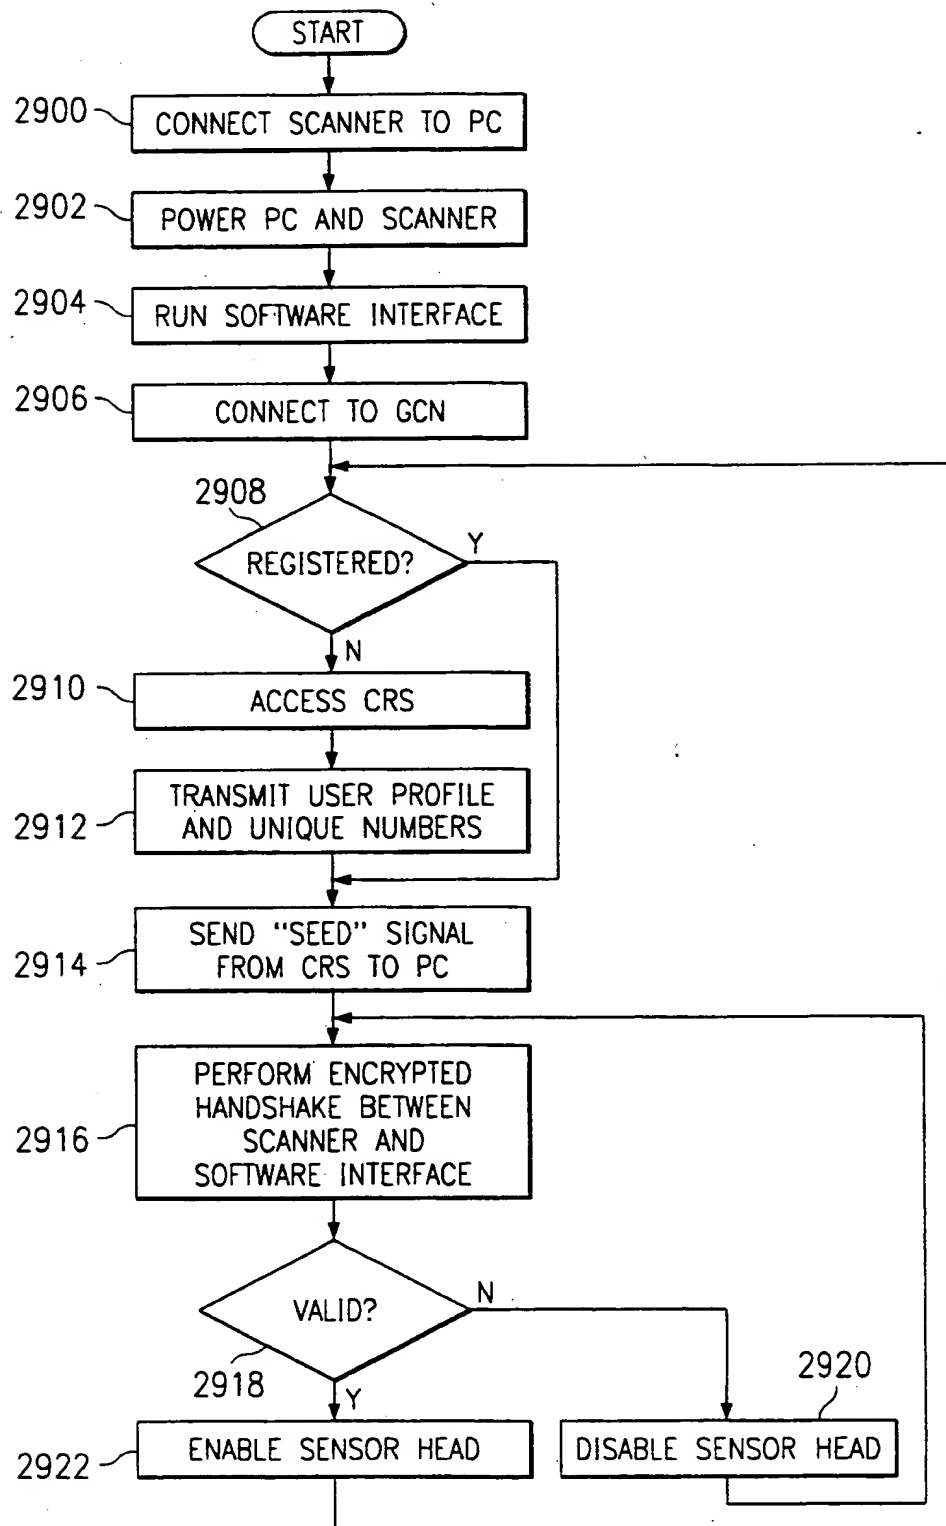 START
2900
CONNECT SCANNER TO PC
2902
POWER PC AND SCANNER
2904
RUN SOFTWARE INTERFACE
2906
CONNECT TO GCN
2908
REGISTERED?
Y
N
2910
ACCESS CRS
2912
TRANSMIT USER PROFILE
AND UNIQUE NUMBERS
2914
SEND "SEED" SIGNAL
FROM CRS TO PC
2916
PERFORM ENCRYPTED
HANDSHAKE BETWEEN
SCANNER AND
SOFTWARE INTERFACE
VALID?
N
2918
Y
2920
2922
ENABLE SENSOR HEAD
DISABLE SENSOR HEAD